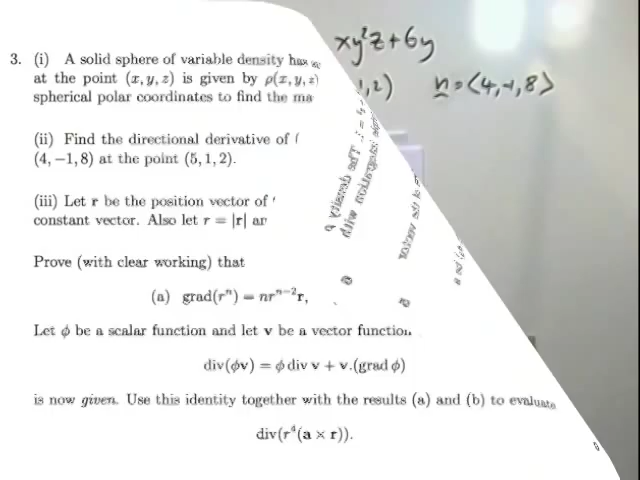 xy²z + 6y
1, 2) n = ⟨4, -1, 8⟩
3. (i) A solid sphere of variable density has
at the point (x, y, z) is given by ρ(x, y, z)
spherical polar coordinates to find the ma
(ii) Find the directional derivative of
(4, −1, 8) at the point (5, 1, 2).
(iii) Let r be the position vector of
constant vector. Also let r = |r| an
Prove (with clear working) that
(a) grad(rⁿ) = nrⁿ⁻²r,
Let ϕ be a scalar function and let v be a vector function.
div(ϕv) = ϕ div v + v.(grad ϕ)
is now given. Use this identity together with the results (a) and (b) to evaluate
div(r⁴(a × r)).